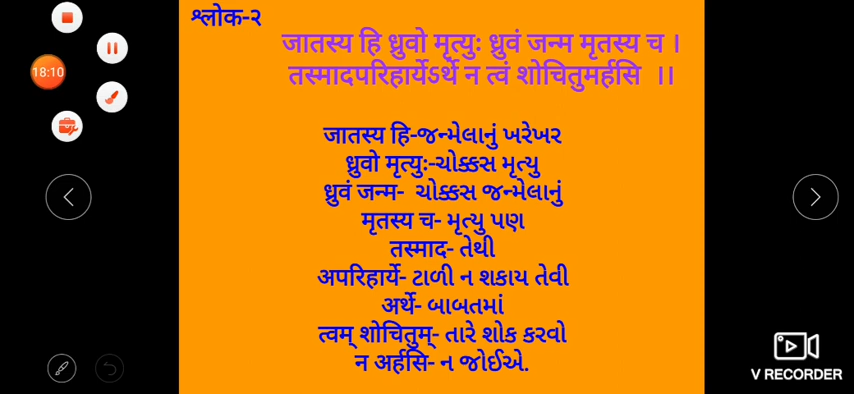 શ્લોક-૨
जातस्य हि ध्रुवो मृत्युः ध्रुवं जन्म मृतस्य च ।
तस्मादपरिहार्येऽर्थे न त्वं शोचितुमर्हसि ।।
जातस्य हि-જન્મેલાનું ખરેખર
ध्रुवो मृत्युः-ચોક્કસ મૃત્યુ
ध्रुवं जन्म- ચોક્કસ જન્મેલાનું
मृतस्य च- મૃત્યુ પણ
तस्माद- તેથી
अपरिहार्ये- ટાળી ન શકાય તેવી
अर्थे- બાબતમાં
त्वम् शोचितुम्- તારે શોક કરવો
न अर्हसि- ન જોઈએ.
18:10
V RECORDER